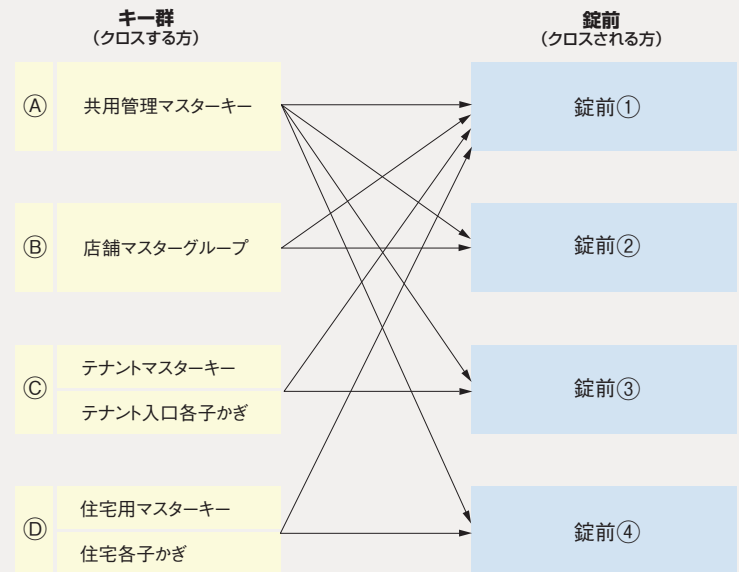 キー群
（クロスする方）
錠前
（クロスされる方）
Ⓐ 共用管理マスターキー
錠前①
Ⓑ 店舗マスターグループ
錠前②
Ⓒ テナントマスターキー
テナント入口各子かぎ
錠前③
Ⓓ 住宅用マスターキー
住宅各子かぎ
錠前④